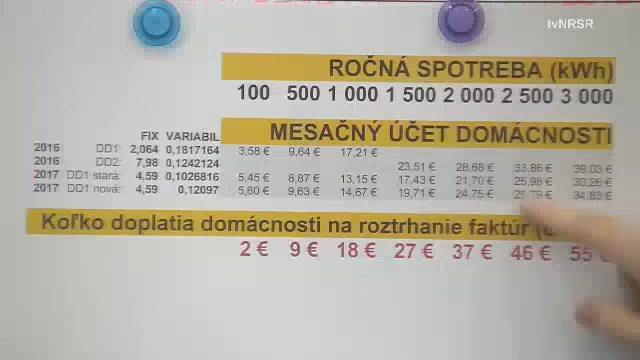 tvNRSR
ROČNÁ SPOTREBA (kWh)
100 500 1 000 1 500 2 000 2 500 3 000
FIX VARIABIL
MESAČNÝ ÚČET DOMÁCNOSTI
2016 DD1: 2,064 0,1817164 3,58 € 9,64 € 17,21 €
2016 DD2: 7,98 0,1242124 23,51 € 28,68 € 33,86 € 39,03 €
2017 DD1 stará: 4,59 0,1026816 5,45 € 8,87 € 13,15 € 17,43 € 21,70 € 25,98 € 30,26 €
2017 DD1 nová: 4,59 0,12097 5,60 € 9,63 € 14,67 € 19,71 € 24,75 € 29,79 € 34,83 €
Koľko doplatia domácnosti na roztrhanie faktúr
2 € 9 € 18 € 27 € 37 € 46 € 55